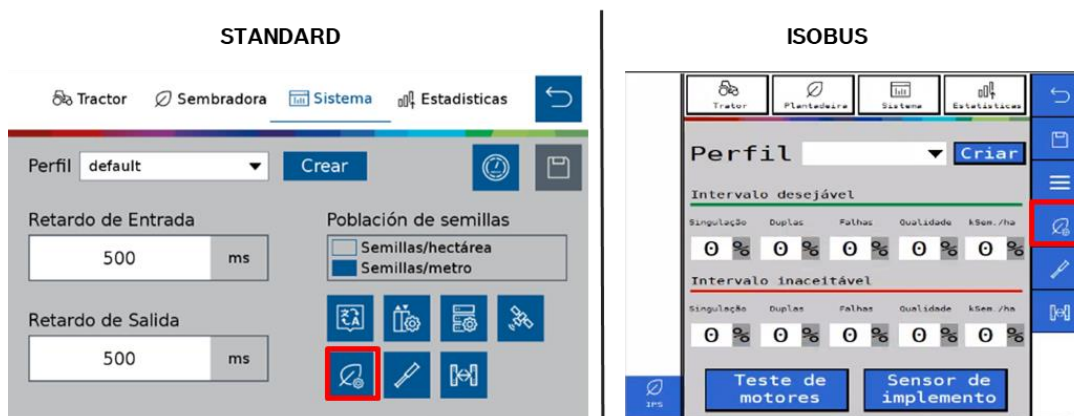 STANDARD
Tractor Sembradora Sistema Estadisticas
Perfil default Crear
Retardo de Entrada
500 ms
Retardo de Salida
500 ms
Población de semillas
Semillas/hectárea
Semillas/metro
ISOBUS
Trator Plantadeira Sistema Estatísticas
Perfil Criar
Intervalo desejável
Singulação Duplas Falhas Qualidade kSem./ha
0 % 0 % 0 % 0 % 0 %
Intervalo inaceitável
Singulação Duplas Falhas Qualidade kSem./ha
0 % 0 % 0 % 0 % 0 %
Teste de
motores
Sensor de
implemento
IPS